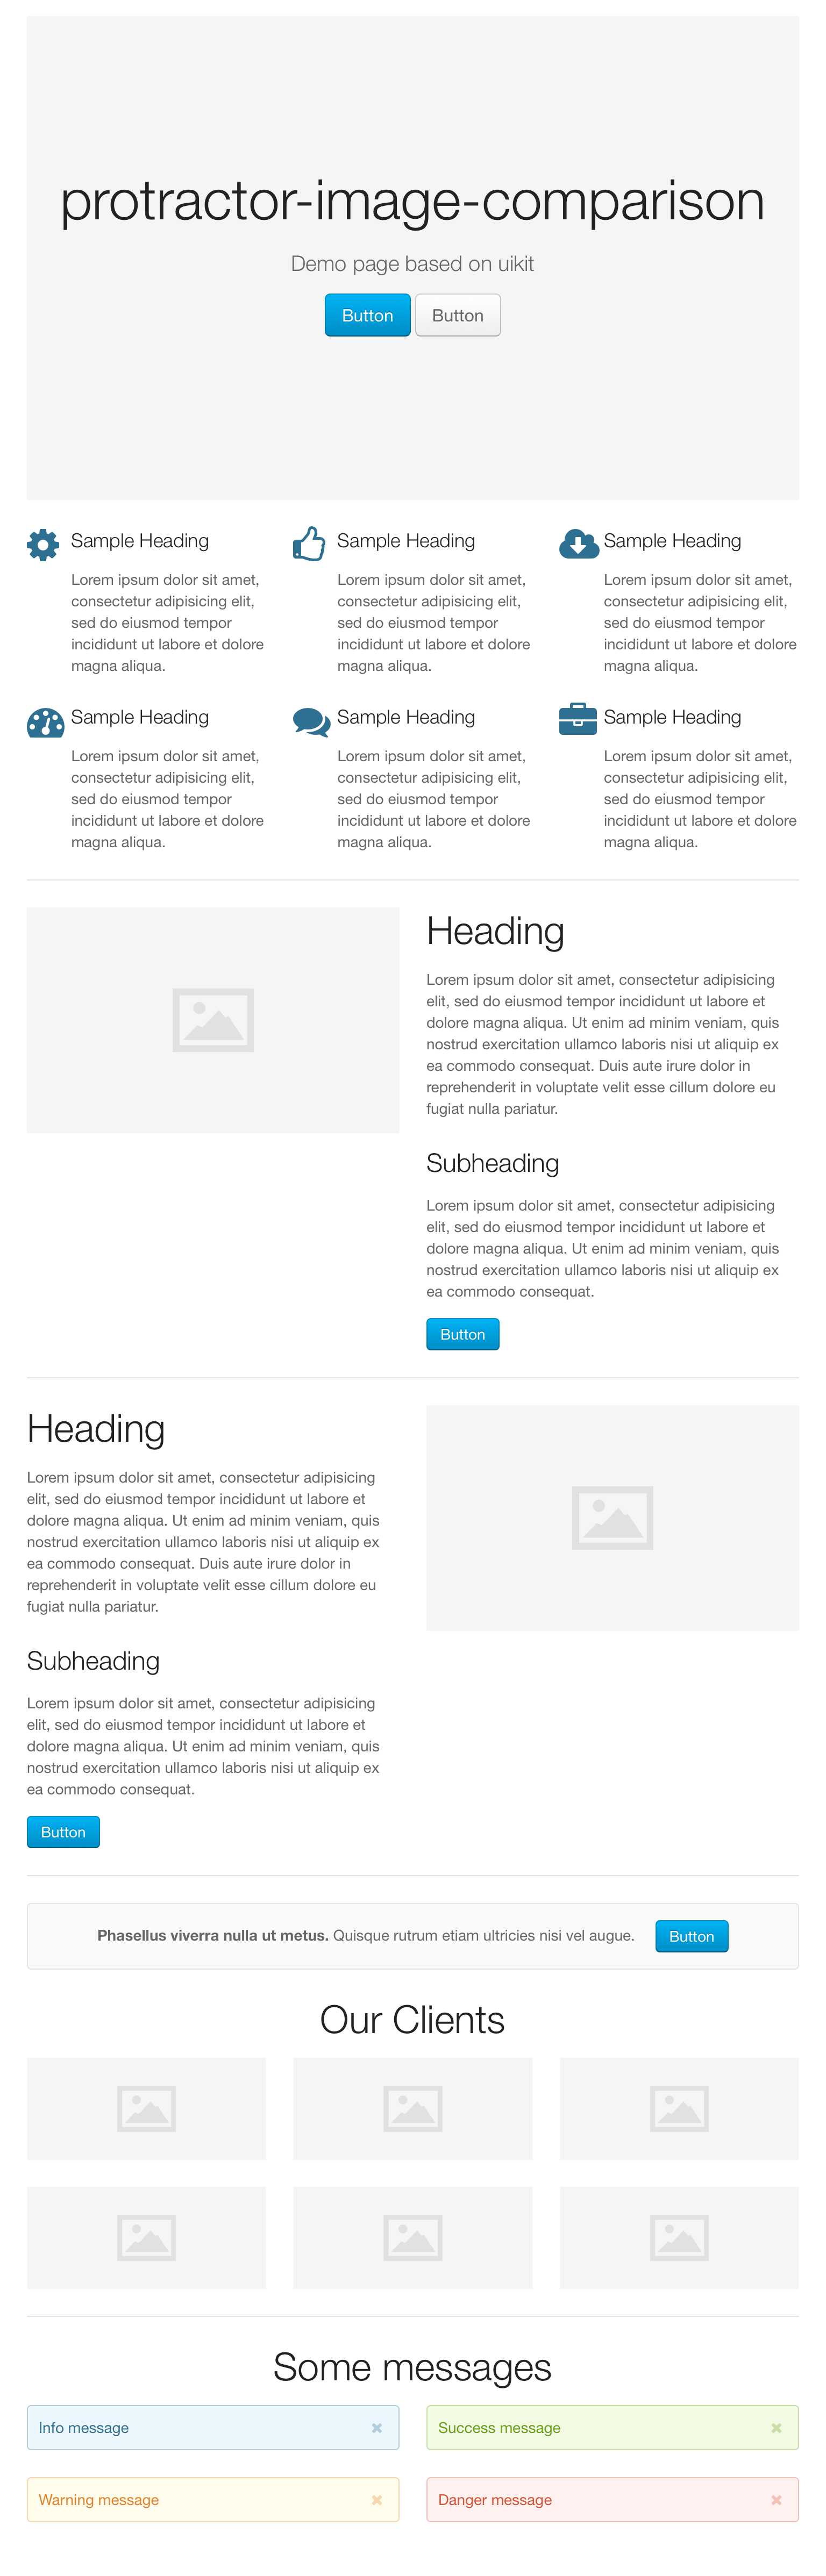 protractor-image-comparison
Demo page based on uikit
Button Button
Sample Heading
Lorem ipsum dolor sit amet,
consectetur adipisicing elit,
sed do eiusmod tempor
incididunt ut labore et dolore
magna aliqua.
Sample Heading
Lorem ipsum dolor sit amet,
consectetur adipisicing elit,
sed do eiusmod tempor
incididunt ut labore et dolore
magna aliqua.
Sample Heading
Lorem ipsum dolor sit amet,
consectetur adipisicing elit,
sed do eiusmod tempor
incididunt ut labore et dolore
magna aliqua.
Sample Heading
Lorem ipsum dolor sit amet,
consectetur adipisicing elit,
sed do eiusmod tempor
incididunt ut labore et dolore
magna aliqua.
Sample Heading
Lorem ipsum dolor sit amet,
consectetur adipisicing elit,
sed do eiusmod tempor
incididunt ut labore et dolore
magna aliqua.
Sample Heading
Lorem ipsum dolor sit amet,
consectetur adipisicing elit,
sed do eiusmod tempor
incididunt ut labore et dolore
magna aliqua.
Heading
Lorem ipsum dolor sit amet, consectetur adipisicing
elit, sed do eiusmod tempor incididunt ut labore et
dolore magna aliqua. Ut enim ad minim veniam, quis
nostrud exercitation ullamco laboris nisi ut aliquip ex
ea commodo consequat. Duis aute irure dolor in
reprehenderit in voluptate velit esse cillum dolore eu
fugiat nulla pariatur.
Subheading
Lorem ipsum dolor sit amet, consectetur adipisicing
elit, sed do eiusmod tempor incididunt ut labore et
dolore magna aliqua. Ut enim ad minim veniam, quis
nostrud exercitation ullamco laboris nisi ut aliquip ex
ea commodo consequat.
Button
Heading
Lorem ipsum dolor sit amet, consectetur adipisicing
elit, sed do eiusmod tempor incididunt ut labore et
dolore magna aliqua. Ut enim ad minim veniam, quis
nostrud exercitation ullamco laboris nisi ut aliquip ex
ea commodo consequat. Duis aute irure dolor in
reprehenderit in voluptate velit esse cillum dolore eu
fugiat nulla pariatur.
Subheading
Lorem ipsum dolor sit amet, consectetur adipisicing
elit, sed do eiusmod tempor incididunt ut labore et
dolore magna aliqua. Ut enim ad minim veniam, quis
nostrud exercitation ullamco laboris nisi ut aliquip ex
ea commodo consequat.
Button
Phasellus viverra nulla ut metus. Quisque rutrum etiam ultricies nisi vel augue. Button
Our Clients
Some messages
Info message
Success message
Warning message
Danger message